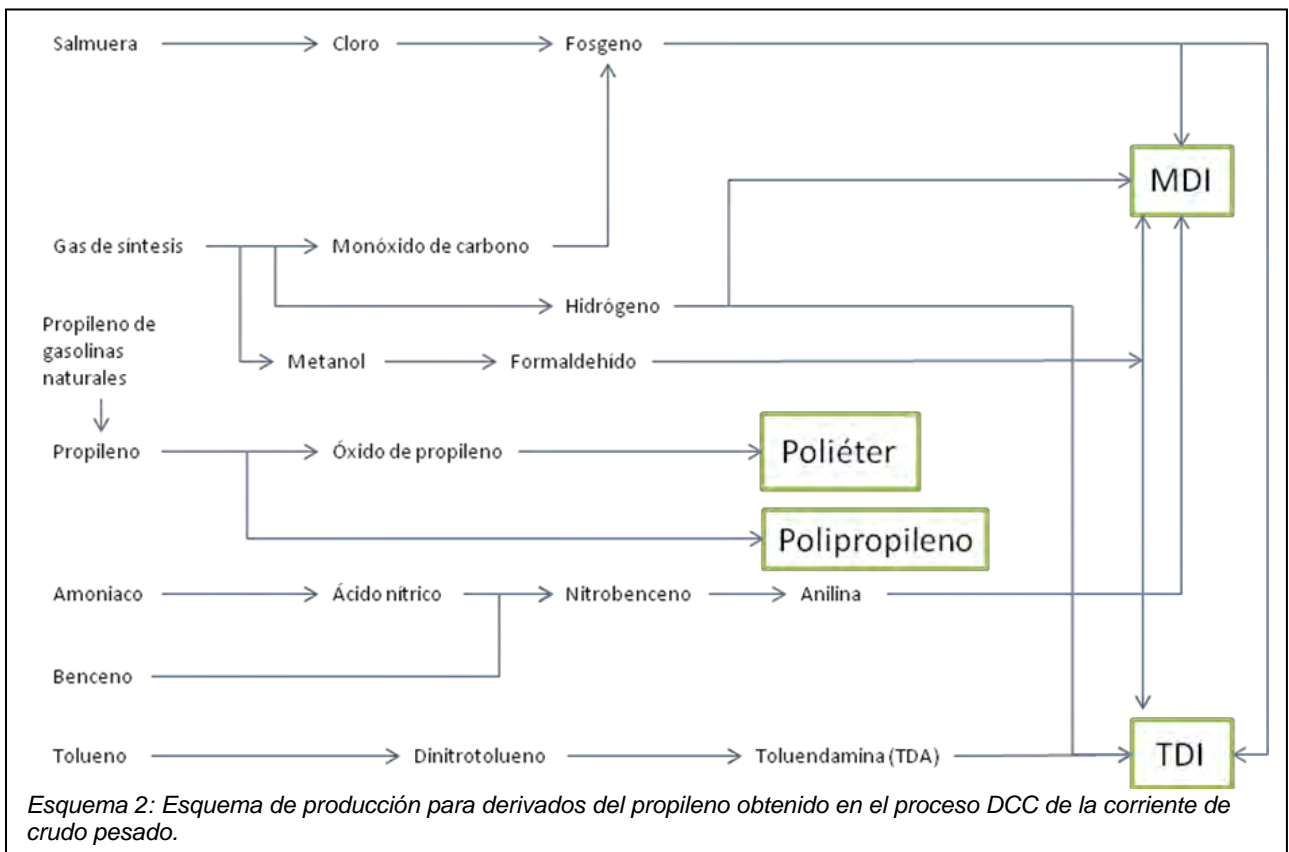 Salmuera
Cloro
Fosgeno
MDI
Gas de síntesis
Monóxido de carbono
Hidrógeno
Propileno de
gasolinas
naturales
Metanol
Formaldehído
Propileno
Óxido de propileno
Poliéter
Polipropileno
Amoniaco
Ácido nítrico
Nitrobenceno
Anilina
Benceno
Tolueno
Dinitrotolueno
Toluendamina (TDA)
TDI
Esquema 2: Esquema de producción para derivados del propileno obtenido en el proceso DCC de la corriente de
crudo pesado.